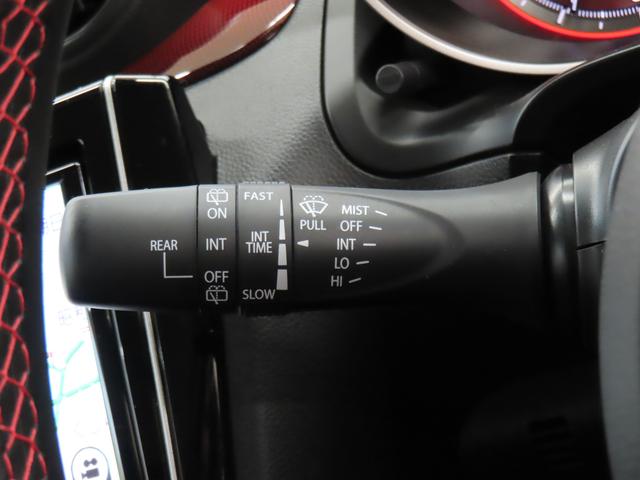 REAR
ON
INT
OFF
FAST
INT
TIME
SLOW
PULL
MIST
OFF
INT
LO
HI